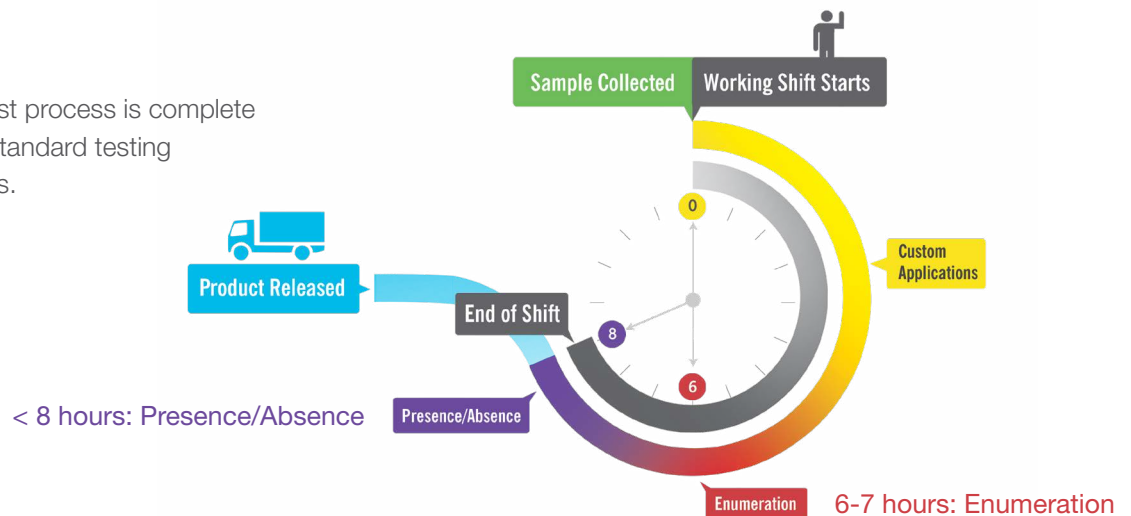 Sample Collected
Working Shift Starts
st process is complete
tandard testing
s.
0
Custom
Applications
Product Released
End of Shift
8
6
< 8 hours: Presence/Absence
Presence/Absence
Enumeration
6-7 hours: Enumeration